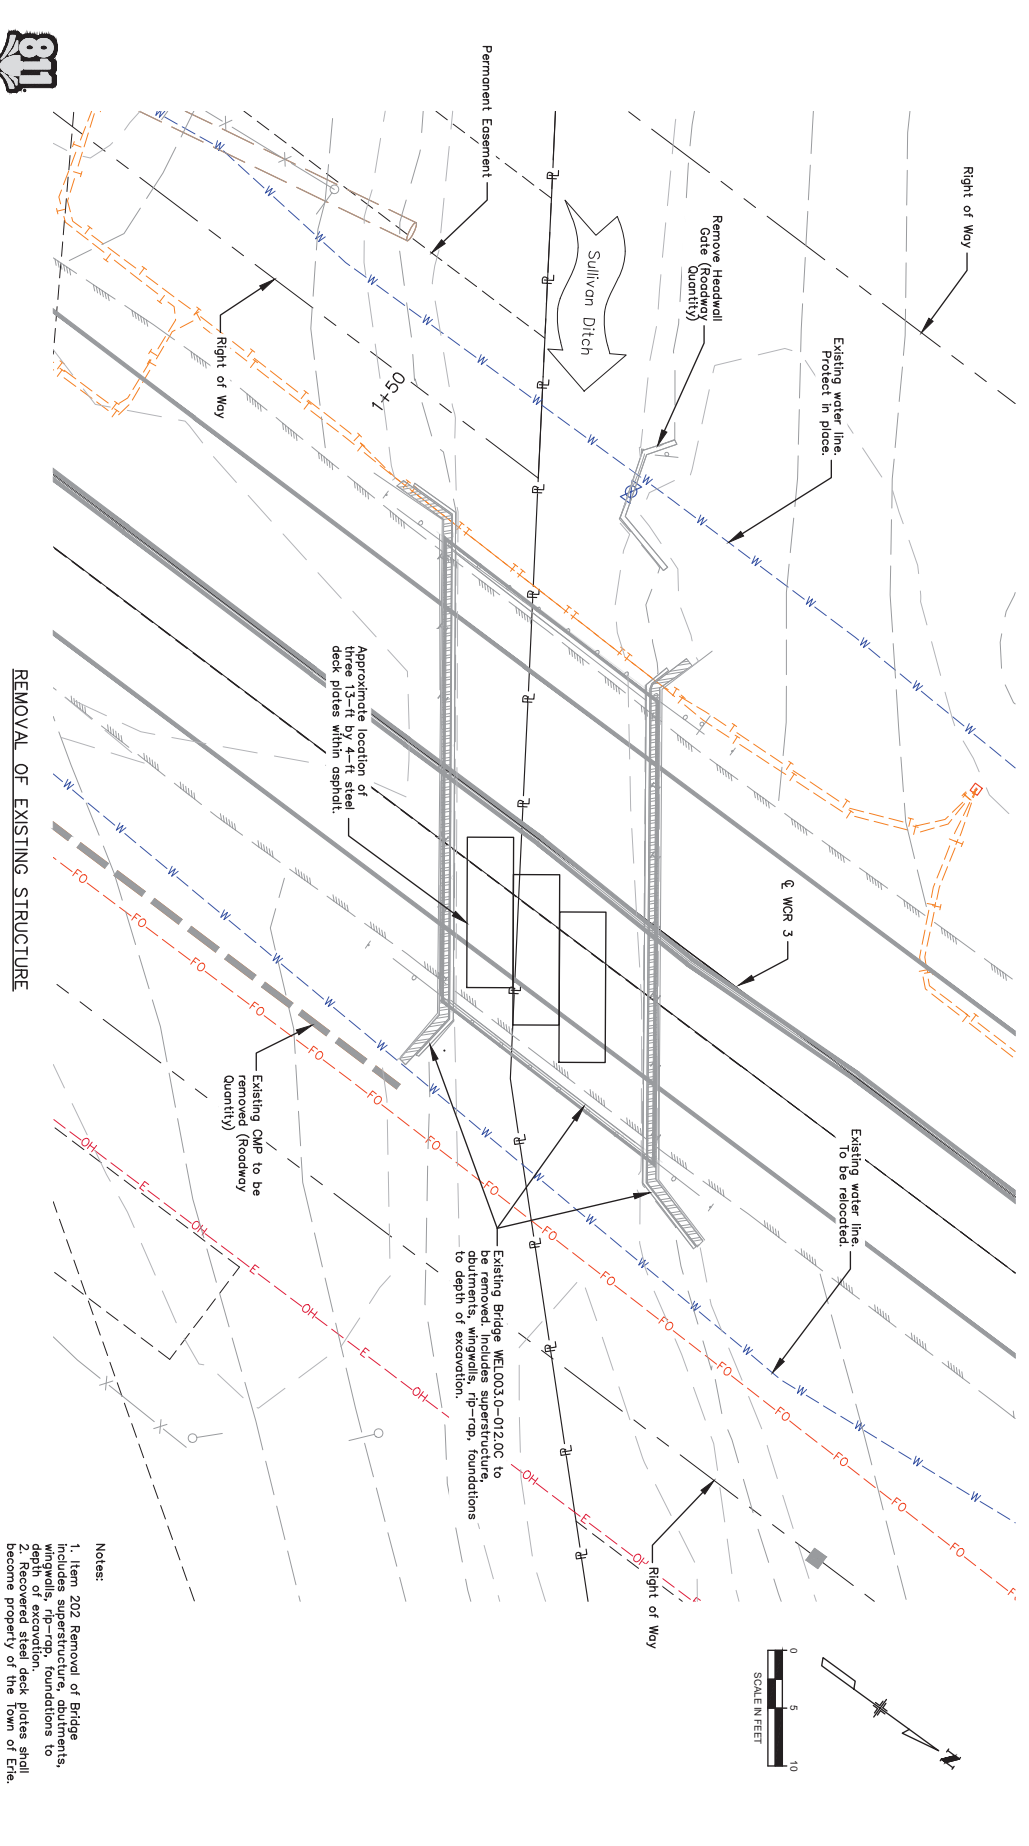 Right of Way
Permanent Easement
Remove Headwall
Gate (Roadway
Quantity)
Sullivan Ditch
Existing water line.
Protect in place.
Right of Way
1+50
Approximate location of
three 13-ft by 4-ft steel
deck plates within asphalt.
℄ WCR 3
Existing water line.
To be relocated.
Existing CMP to be
removed (Roadway
Quantity)
Existing Bridge WEL003.0-012.0C to
be removed. Includes superstructure,
abutments, wingwalls, rip-rap, foundations
to depth of excavation.
Right of Way
N
0 5 10
SCALE IN FEET
811
REMOVAL OF EXISTING STRUCTURE
Notes:
1. Item 202 Removal of Bridge
includes superstructure, abutments,
wingwalls, rip-rap, foundations to
depth of excavation.
2. Recovered steel deck plates shall
become property of the Town of Erie.
W
T
PL
FO
OH
E